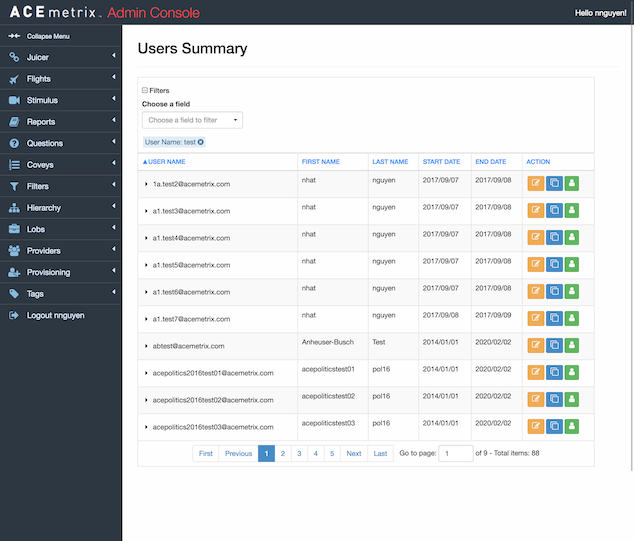 ACEmetrix™ Admin Console
Hello nnguyen!
Collapse Menu
Juicer
Flights
Stimulus
Reports
Questions
Coveys
Filters
Hierarchy
Lobs
Providers
Provisioning
Tags
Logout nnguyen
Users Summary
Filters
Choose a field
Choose a field to filter
User Name: test
USER NAME FIRST NAME LAST NAME START DATE END DATE ACTION
1a.test2@acemetrix.com nhat nguyen 2017/09/07 2017/09/08
a1.test3@acemetrix.com nhat nguyen 2017/09/07 2017/09/08
a1.test4@acemetrix.com nhat nguyen 2017/09/07 2017/09/08
a1.test5@acemetrix.com nhat nguyen 2017/09/07 2017/09/08
a1.test6@acemetrix.com nhat nguyen 2017/09/07 2017/09/08
a1.test7@acemetrix.com nhat nguyen 2017/09/08 2017/09/09
abtest@acemetrix.com Anheuser-Busch Test 2014/01/01 2020/02/02
acepolitics2016test01@acemetrix.com acepoliticstest01 pol16 2014/01/01 2020/02/02
acepolitics2016test02@acemetrix.com acepoliticstest02 pol16 2014/01/01 2020/02/02
acepolitics2016test03@acemetrix.com acepoliticstest03 pol16 2014/01/01 2020/02/02
First Previous 1 2 3 4 5 Next Last Go to page: 1 of 9 - Total items: 88